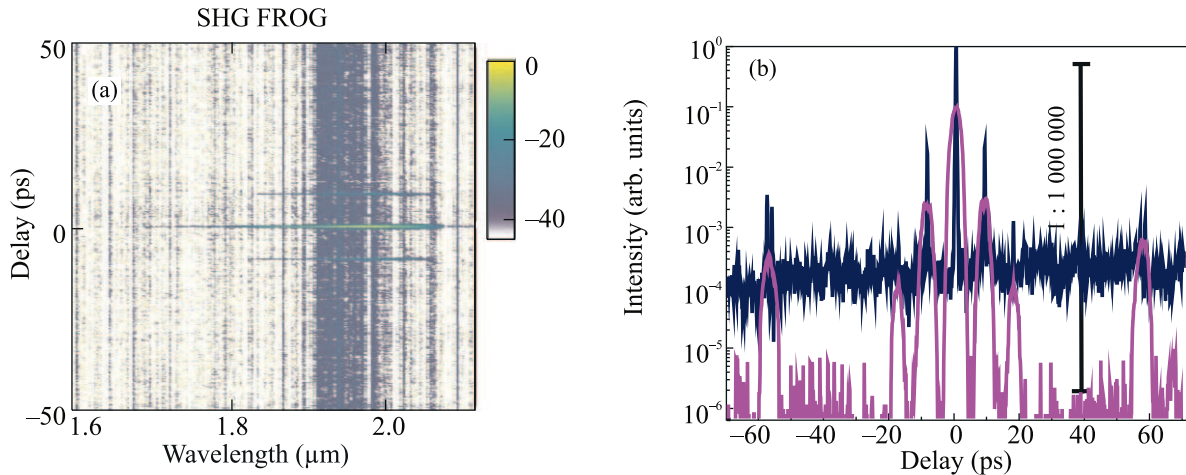 SHG FROG
50
0
−50
Delay (ps)
(a)
1.6
1.8
2.0
Wavelength (µm)
0
−20
−40
(b)
10⁰
10⁻¹
10⁻²
10⁻³
10⁻⁴
10⁻⁵
10⁻⁶
Intensity (arb. units)
1 : 1 000 000
−60
−40
−20
0
20
40
60
Delay (ps)